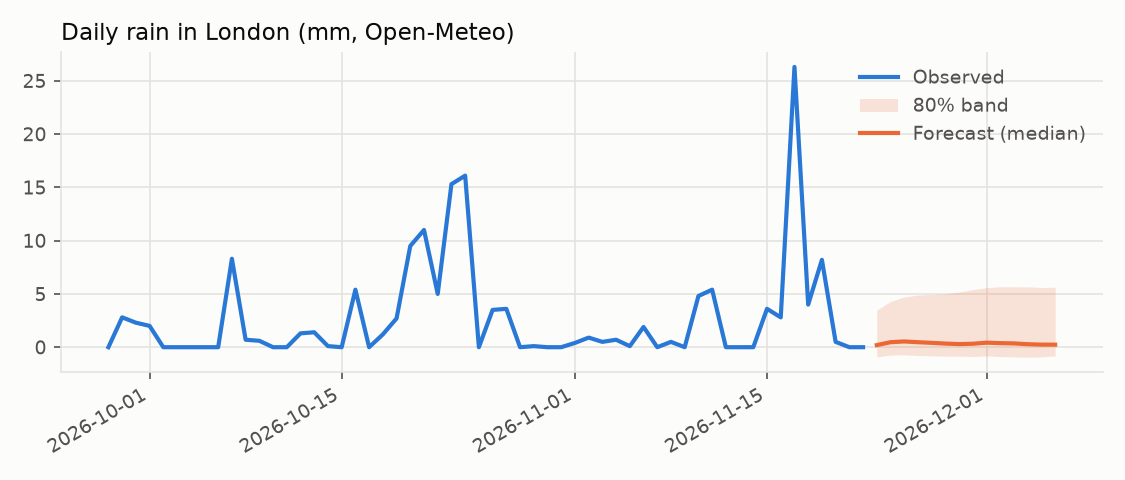 Daily rain in London (mm, Open-Meteo)
Observed
80% band
Forecast (median)
25
20
15
10
5
0
2026-10-01
2026-10-15
2026-11-01
2026-11-15
2026-12-01